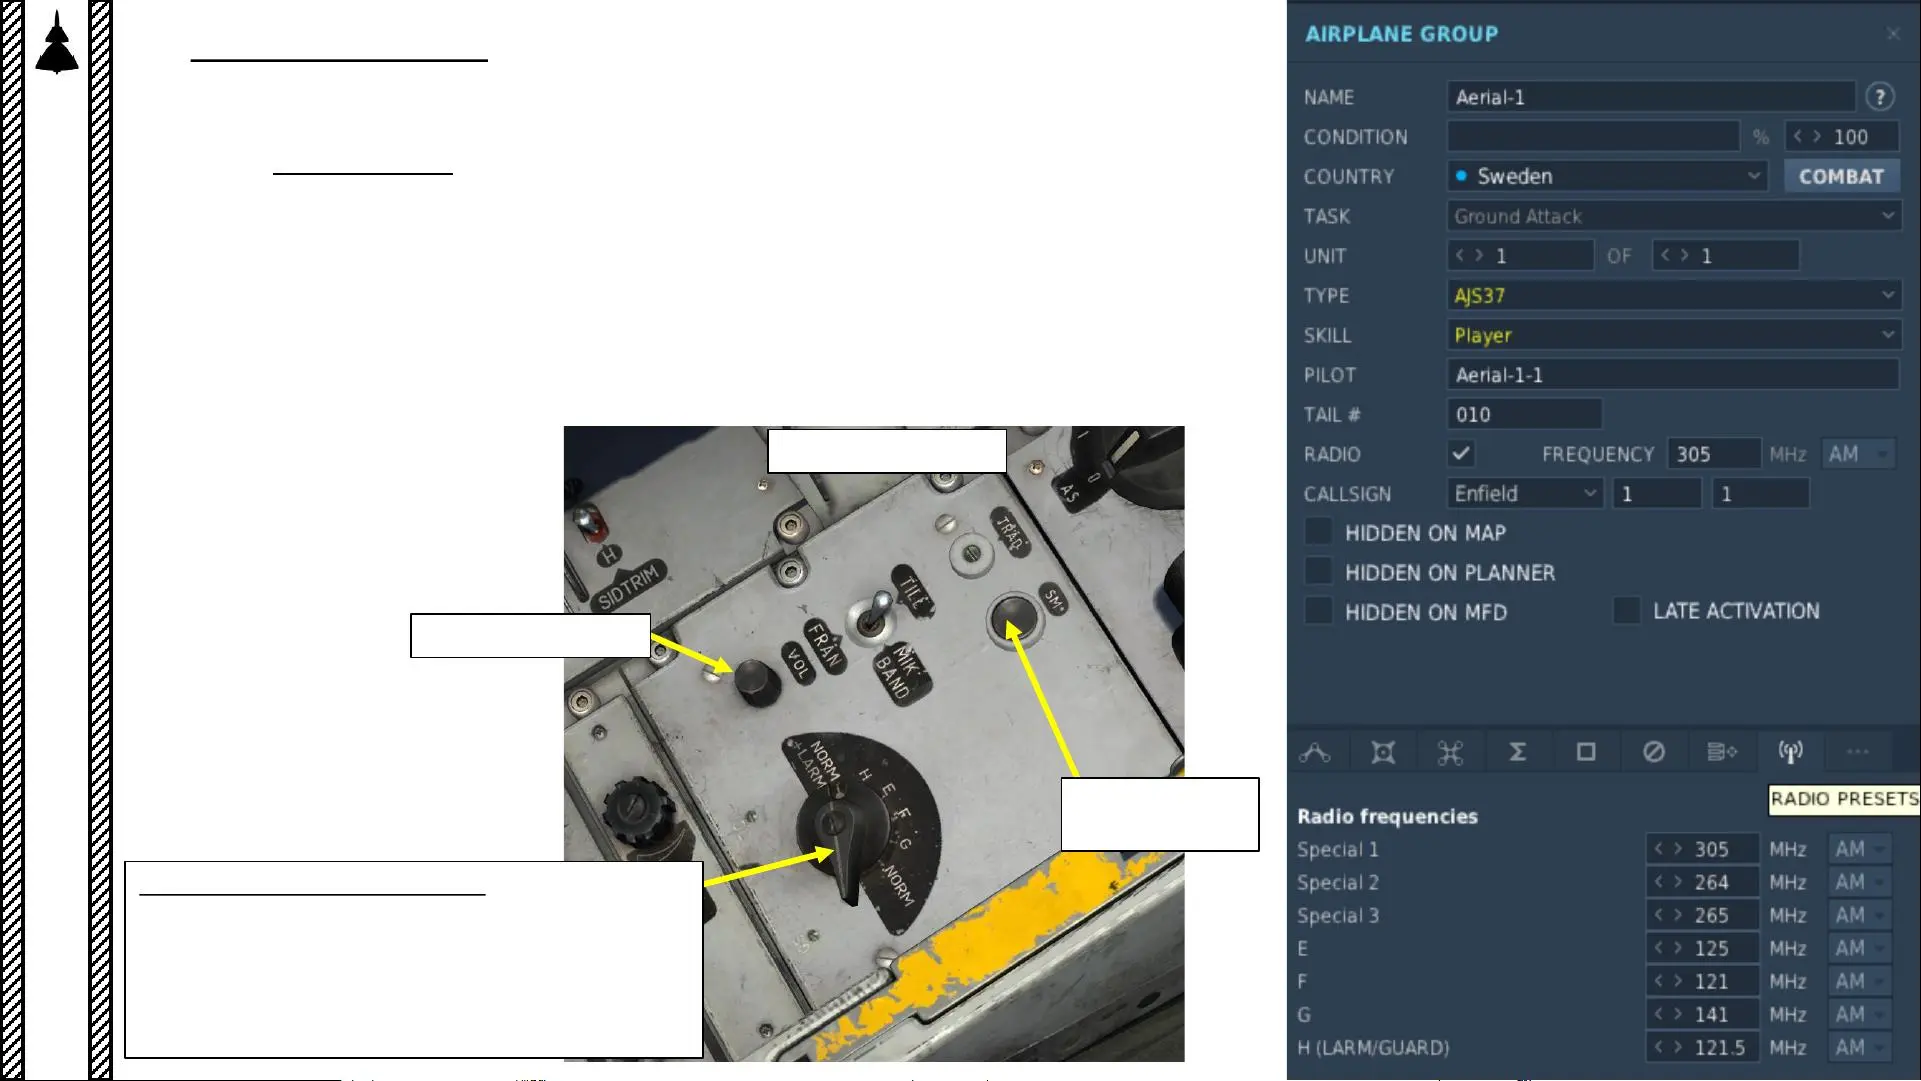 AIRPLANE GROUP
NAME Aerial-1 ?
CONDITION % < > 100
COUNTRY Sweden COMBAT
TASK Ground Attack
UNIT < > 1 OF < > 1
TYPE AJS37
SKILL Player
PILOT Aerial-1-1
TAIL # 010
RADIO FREQUENCY 305 MHz AM
CALLSIGN Enfield 1 1
HIDDEN ON MAP
HIDDEN ON PLANNER
HIDDEN ON MFD LATE ACTIVATION
RADIO PRESETS
Radio frequencies
Special 1 < > 305 MHz AM
Special 2 < > 264 MHz AM
Special 3 < > 265 MHz AM
E < > 125 MHz AM
F < > 121 MHz AM
G < > 141 MHz AM
H (LARM/GUARD) < > 121.5 MHz AM
I
0
AS
TRÅD
H
SIDTRIM
TILL
SM
FRÅN
VOL
MIK
BAND
NORM
+LARM
H
E
F
G
NORM